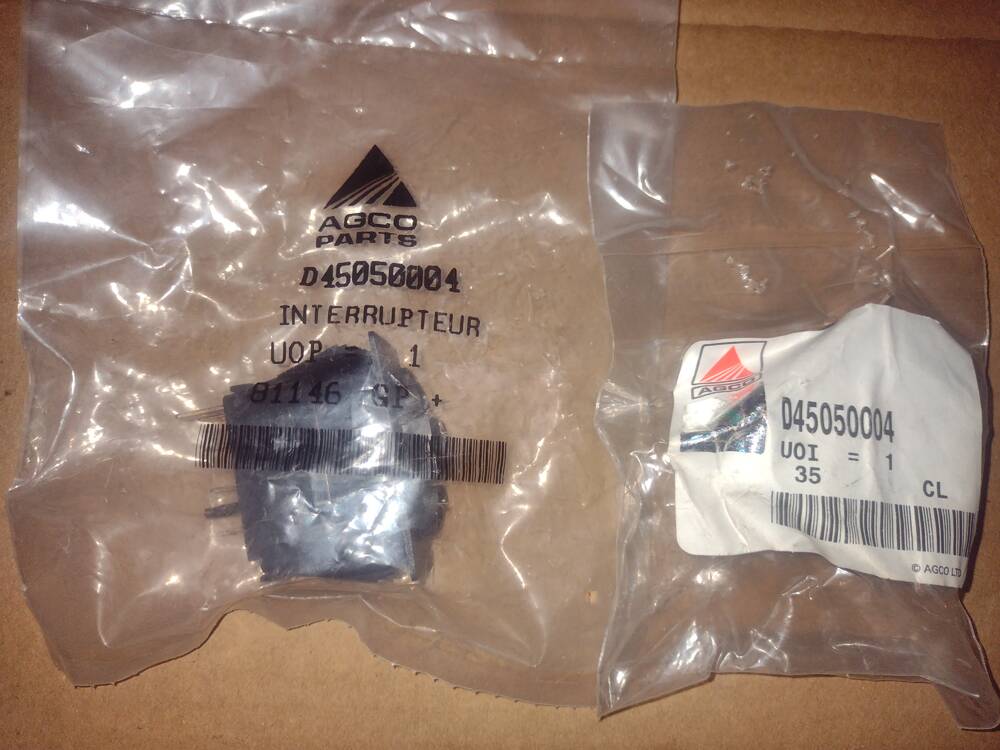 AGCO
PARTS
D45050004
INTERRUPTEUR
UOP = 1
81146 GP +
AGCO
D45050004
UOI = 1
35
CL
© AGCO LTD